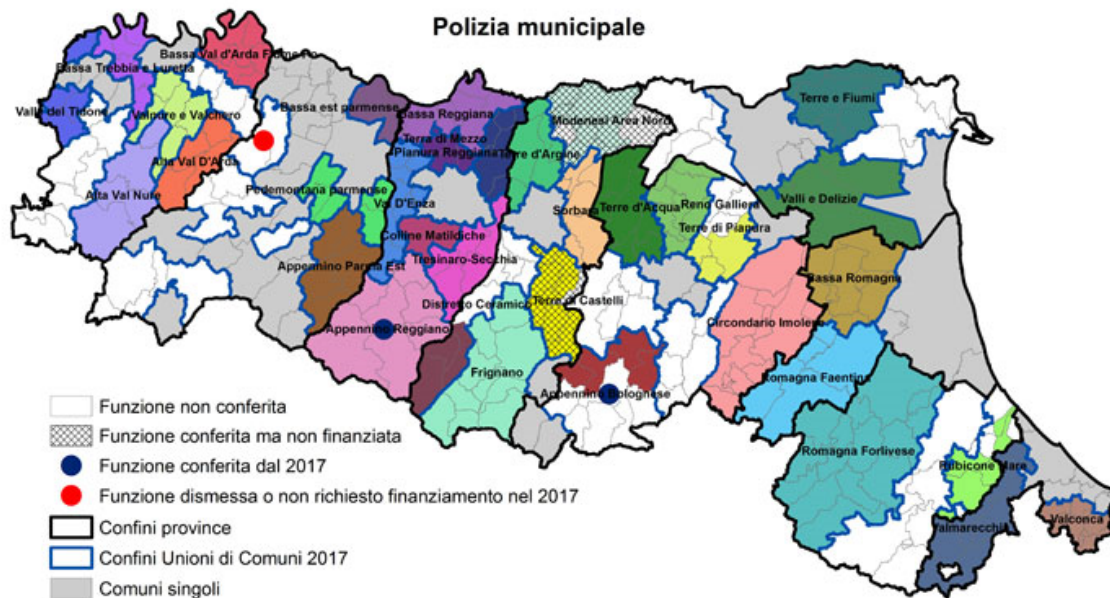 Polizia municipale
Bassa Val d'Arda Fiume Po
Bassa Trebbia e Luretta
Terre e Fiumi
Valle del Tidone
Valnure e Valchero
Bassa est parmense
Bassa Reggiana
Modenesi Area Nord
Terra di Mezzo
Pianura Reggiana
Terre d'Argine
Alta Val D'Arda
Alta Val Nure
Pedemontana parmense
Val D'Enza
Sorbara
Terre d'Acqua
Reno Galliera
Valli e Delizie
Terre di Pianura
Colline Matildiche
Tresinaro-Secchia
Appennino Parma Est
Bassa Romagna
Distretto Ceramico
Terre di Castelli
Circondario Imolese
Appennino Reggiano
Frignano
Appennino Bolognese
Romagna Faentina
Romagna Forlivese
Rubicone Mare
Valmarecchia
Valconca
Funzione non conferita
Funzione conferita ma non finanziata
Funzione conferita dal 2017
Funzione dismessa o non richiesto finanziamento nel 2017
Confini province
Confini Unioni di Comuni 2017
Comuni singoli